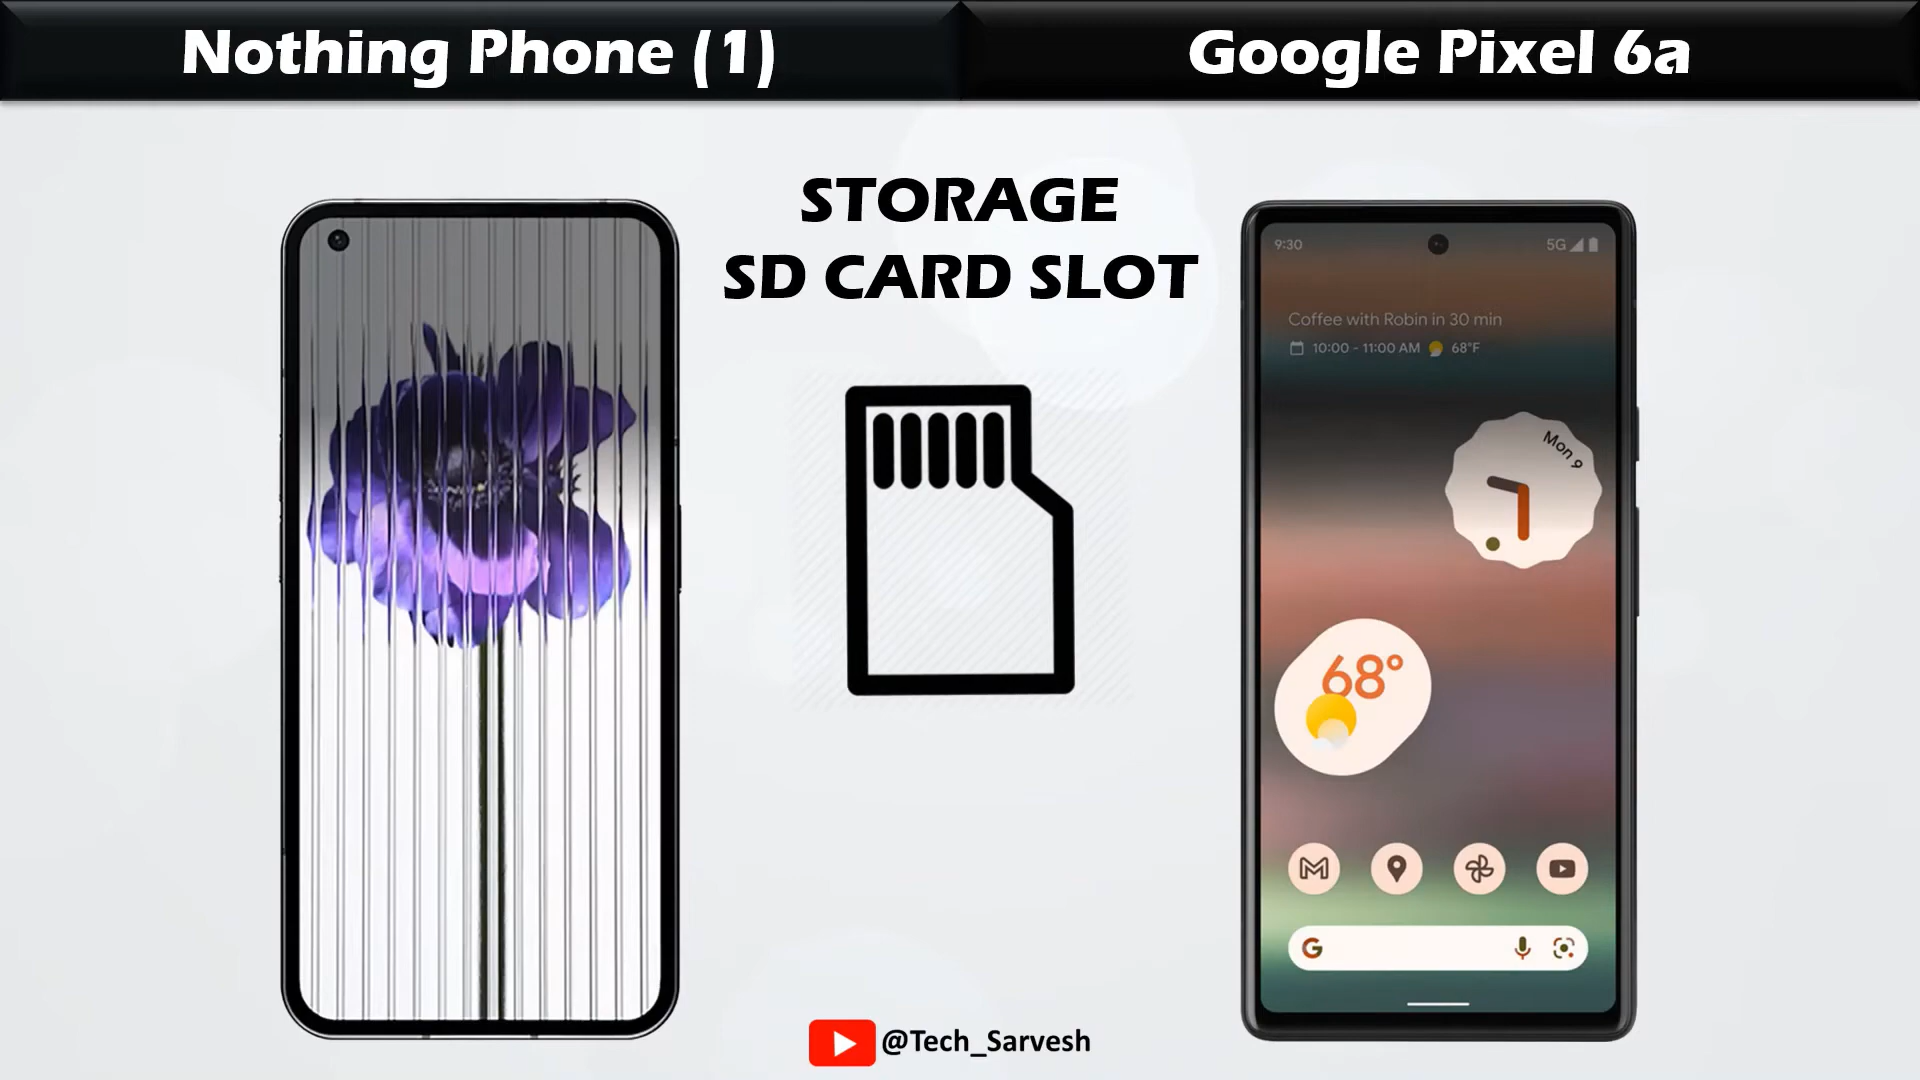 Nothing Phone (1)
Google Pixel 6a
STORAGE
SD CARD SLOT
9:30
5G
Coffee with Robin in 30 min
10:00 - 11:00 AM 68°F
Mon 9
68°
G
@Tech_Sarvesh